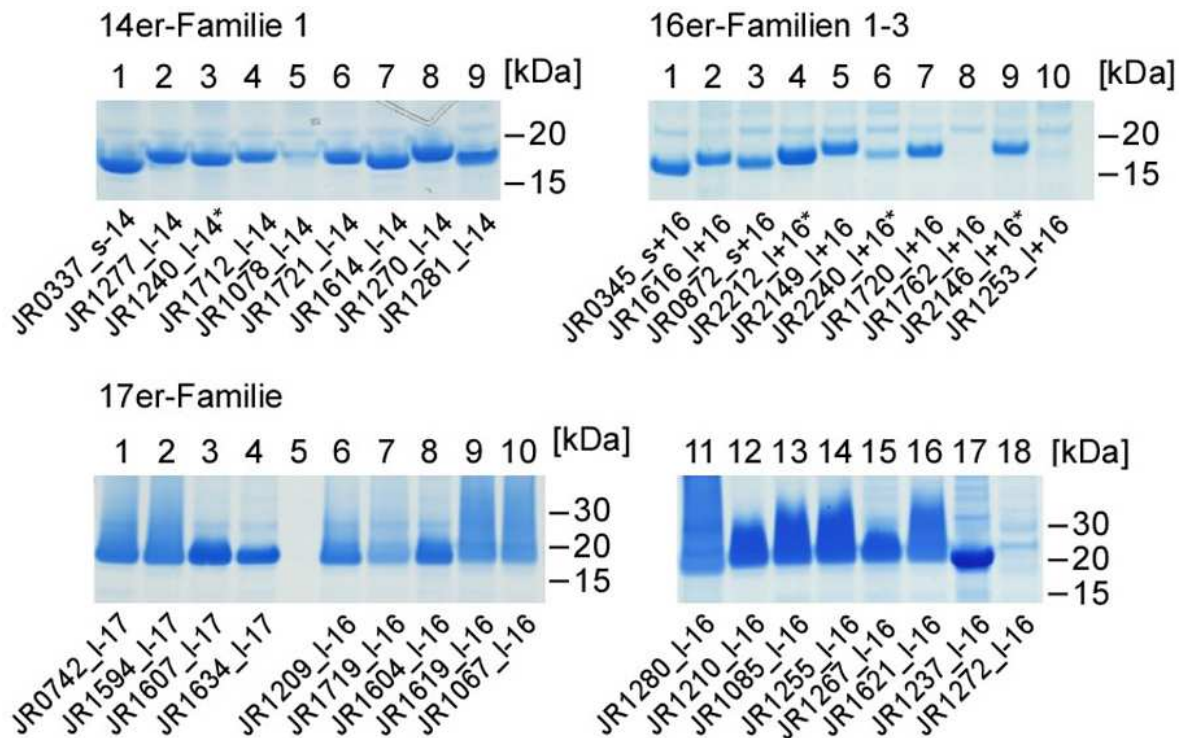 14er-Familie 1
1 2 3 4 5 6 7 8 9 [kDa]
–20
–15
JR0337_s-14
JR1277_l-14
JR1240_l-14*
JR1712_l-14
JR1078_l-14
JR1721_l-14
JR1614_l-14
JR1270_l-14
JR1281_l-14
16er-Familien 1-3
1 2 3 4 5 6 7 8 9 10 [kDa]
–20
–15
JR0345_s+16
JR1616_l+16
JR0872_s+16
JR2212_l+16*
JR2149_l+16
JR2240_l+16*
JR1720_l+16
JR1762_l+16
JR2146_l+16*
JR1253_l+16
17er-Familie
1 2 3 4 5 6 7 8 9 10 [kDa]
–30
–20
–15
JR0742_l-17
JR1594_l-17
JR1607_l-17
JR1634_l-17
JR1209_l-16
JR1719_l-16
JR1604_l-16
JR1619_l-16
JR1067_l-16
11 12 13 14 15 16 17 18 [kDa]
–30
–20
–15
JR1280_l-16
JR1210_l-16
JR1085_l-16
JR1255_l-16
JR1267_l-16
JR1621_l-16
JR1237_l-16
JR1272_l-16